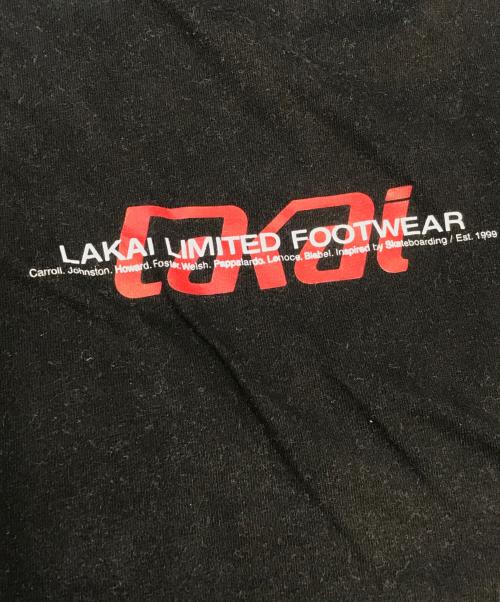 Lakai
LAKAI LIMITED FOOTWEAR
Carroll. Johnston. Howard. Foster. Welsh. Pappalardo. Lenoce. Biebel. Inspired by Skateboarding / Est. 1999